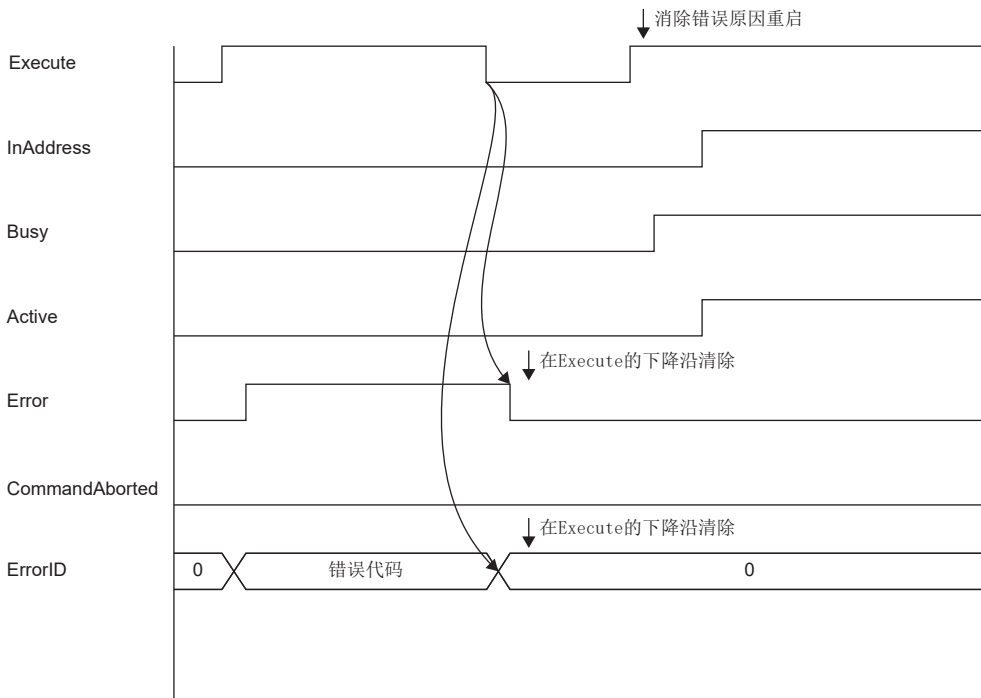 消除错误原因重启
Execute
InAddress
Busy
Active
在Execute的下降沿清除
Error
CommandAborted
在Execute的下降沿清除
ErrorID 0 错误代码 0